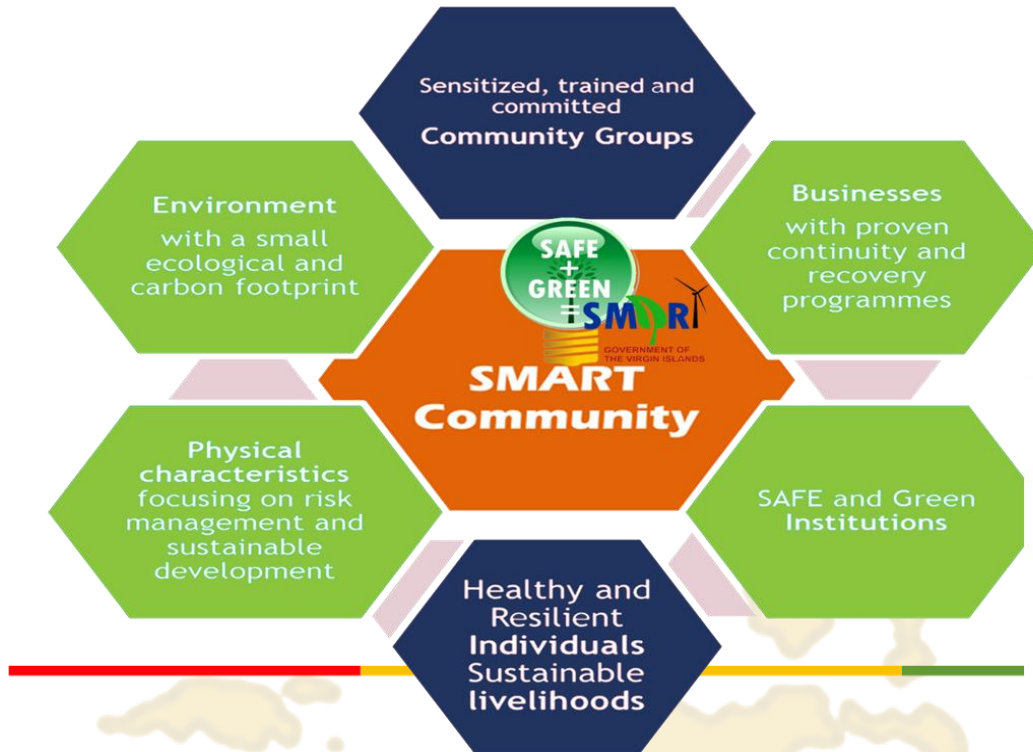 Sensitized, trained and
committed
Community Groups
Environment
with a small
ecological and
carbon footprint
Businesses
with proven
continuity and
recovery
programmes
SAFE
+
GREEN
=
SMART
GOVERNMENT OF
THE VIRGIN ISLANDS
SMART
Community
Physical
characteristics
focusing on risk
management and
sustainable
development
SAFE and Green
Institutions
Healthy and
Resilient
Individuals
Sustainable
livelihoods